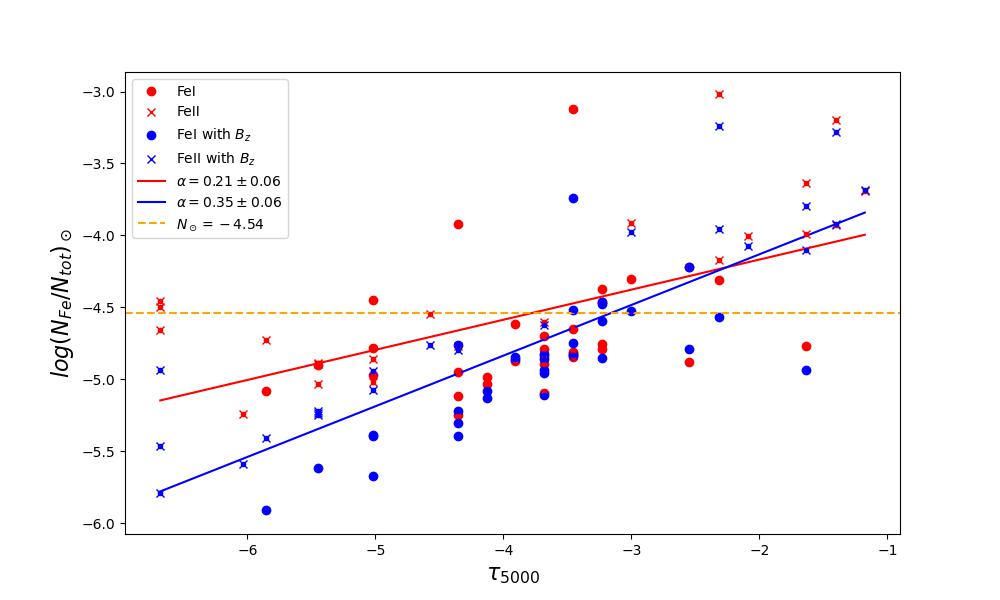 FeI
FeII
FeI with B_z
FeII with B_z
α = 0.21 ± 0.06
α = 0.35 ± 0.06
N_⊙ = −4.54
log(N_Fe/N_tot)_⊙
−3.0
−3.5
−4.0
−4.5
−5.0
−5.5
−6.0
−6 −5 −4 −3 −2 −1
τ_5000